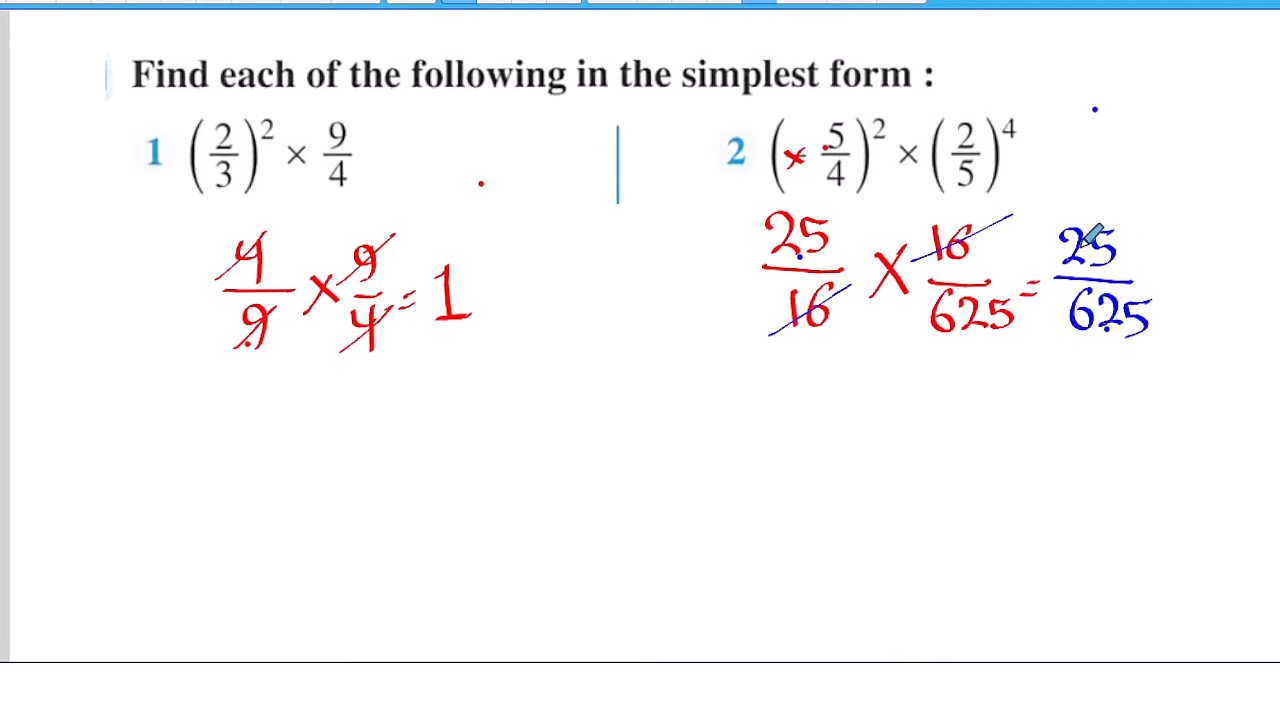 Find each of the following in the simplest form :
1 (2/3)² × 9/4
2 (- 5/4)² × (2/5)⁴
4/9 × 9/4 = 1
25/16 × 16/625 = 25/625